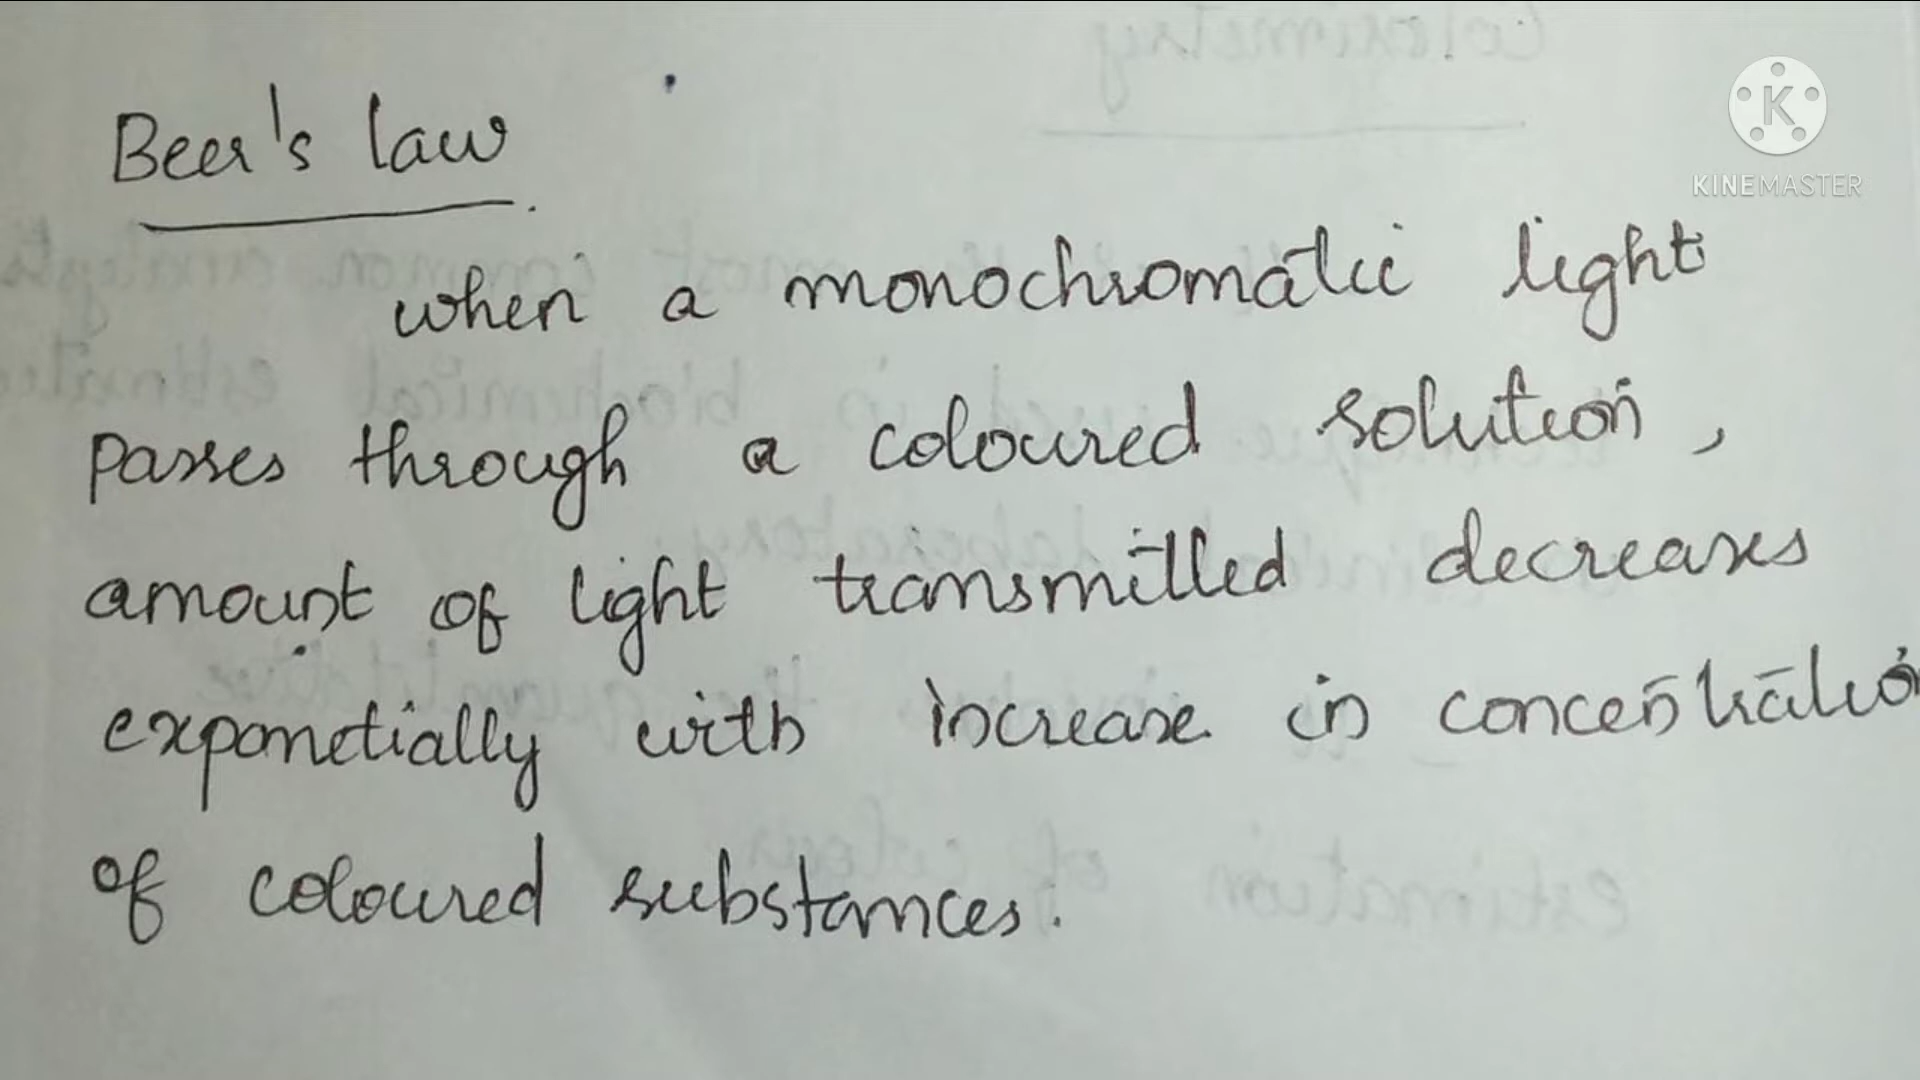 Beer's law
KINEMASTER
when a monochromatic light
passes through a coloured solution,
amount of light transmitted decreases
exponetially with increase in concentration
of coloured substances.